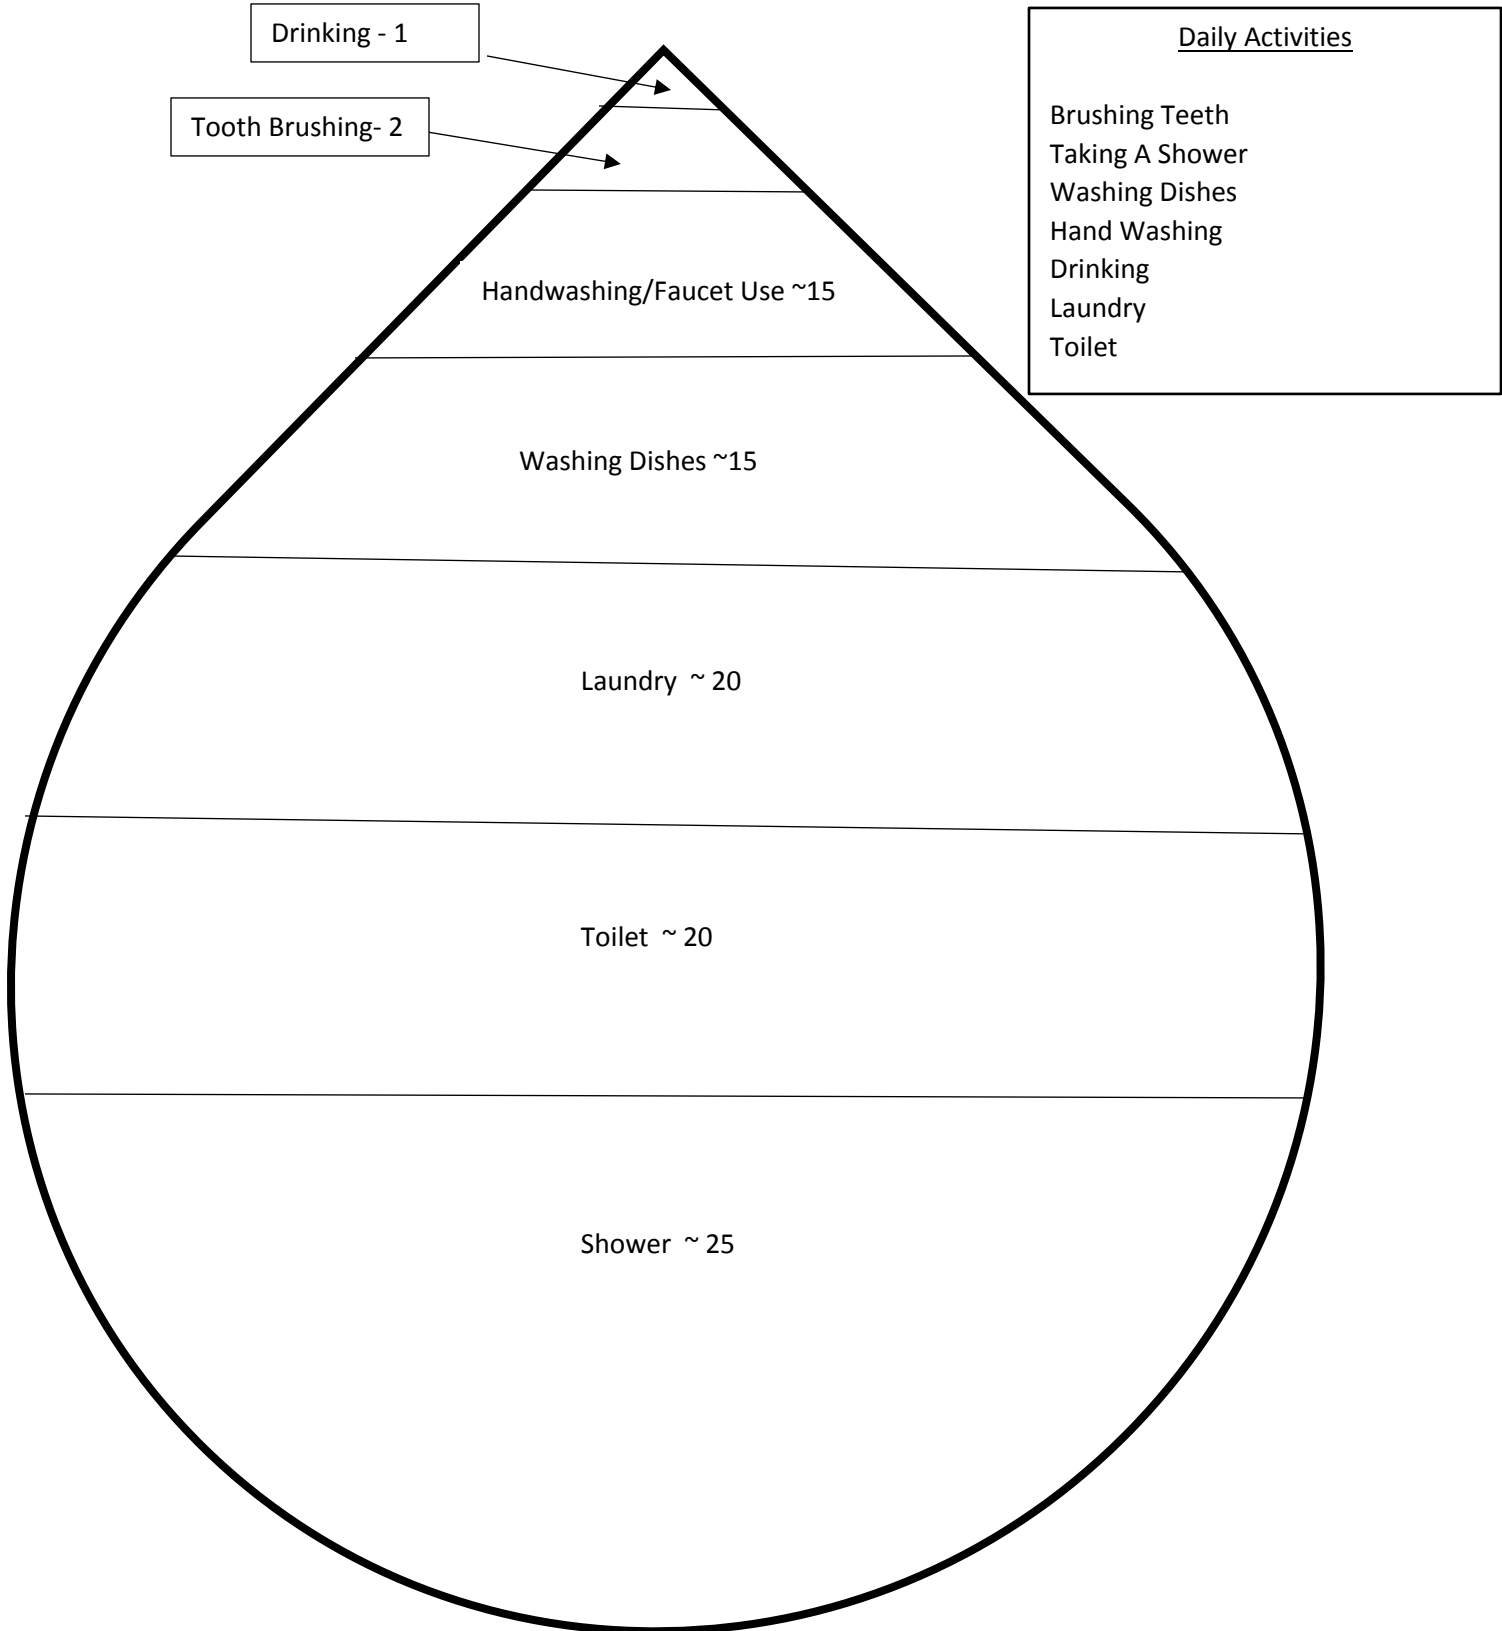 Drinking - 1
Tooth Brushing- 2
Handwashing/Faucet Use ~15
Washing Dishes ~15
Laundry ~ 20
Toilet ~ 20
Shower ~ 25
Daily Activities
Brushing Teeth
Taking A Shower
Washing Dishes
Hand Washing
Drinking
Laundry
Toilet